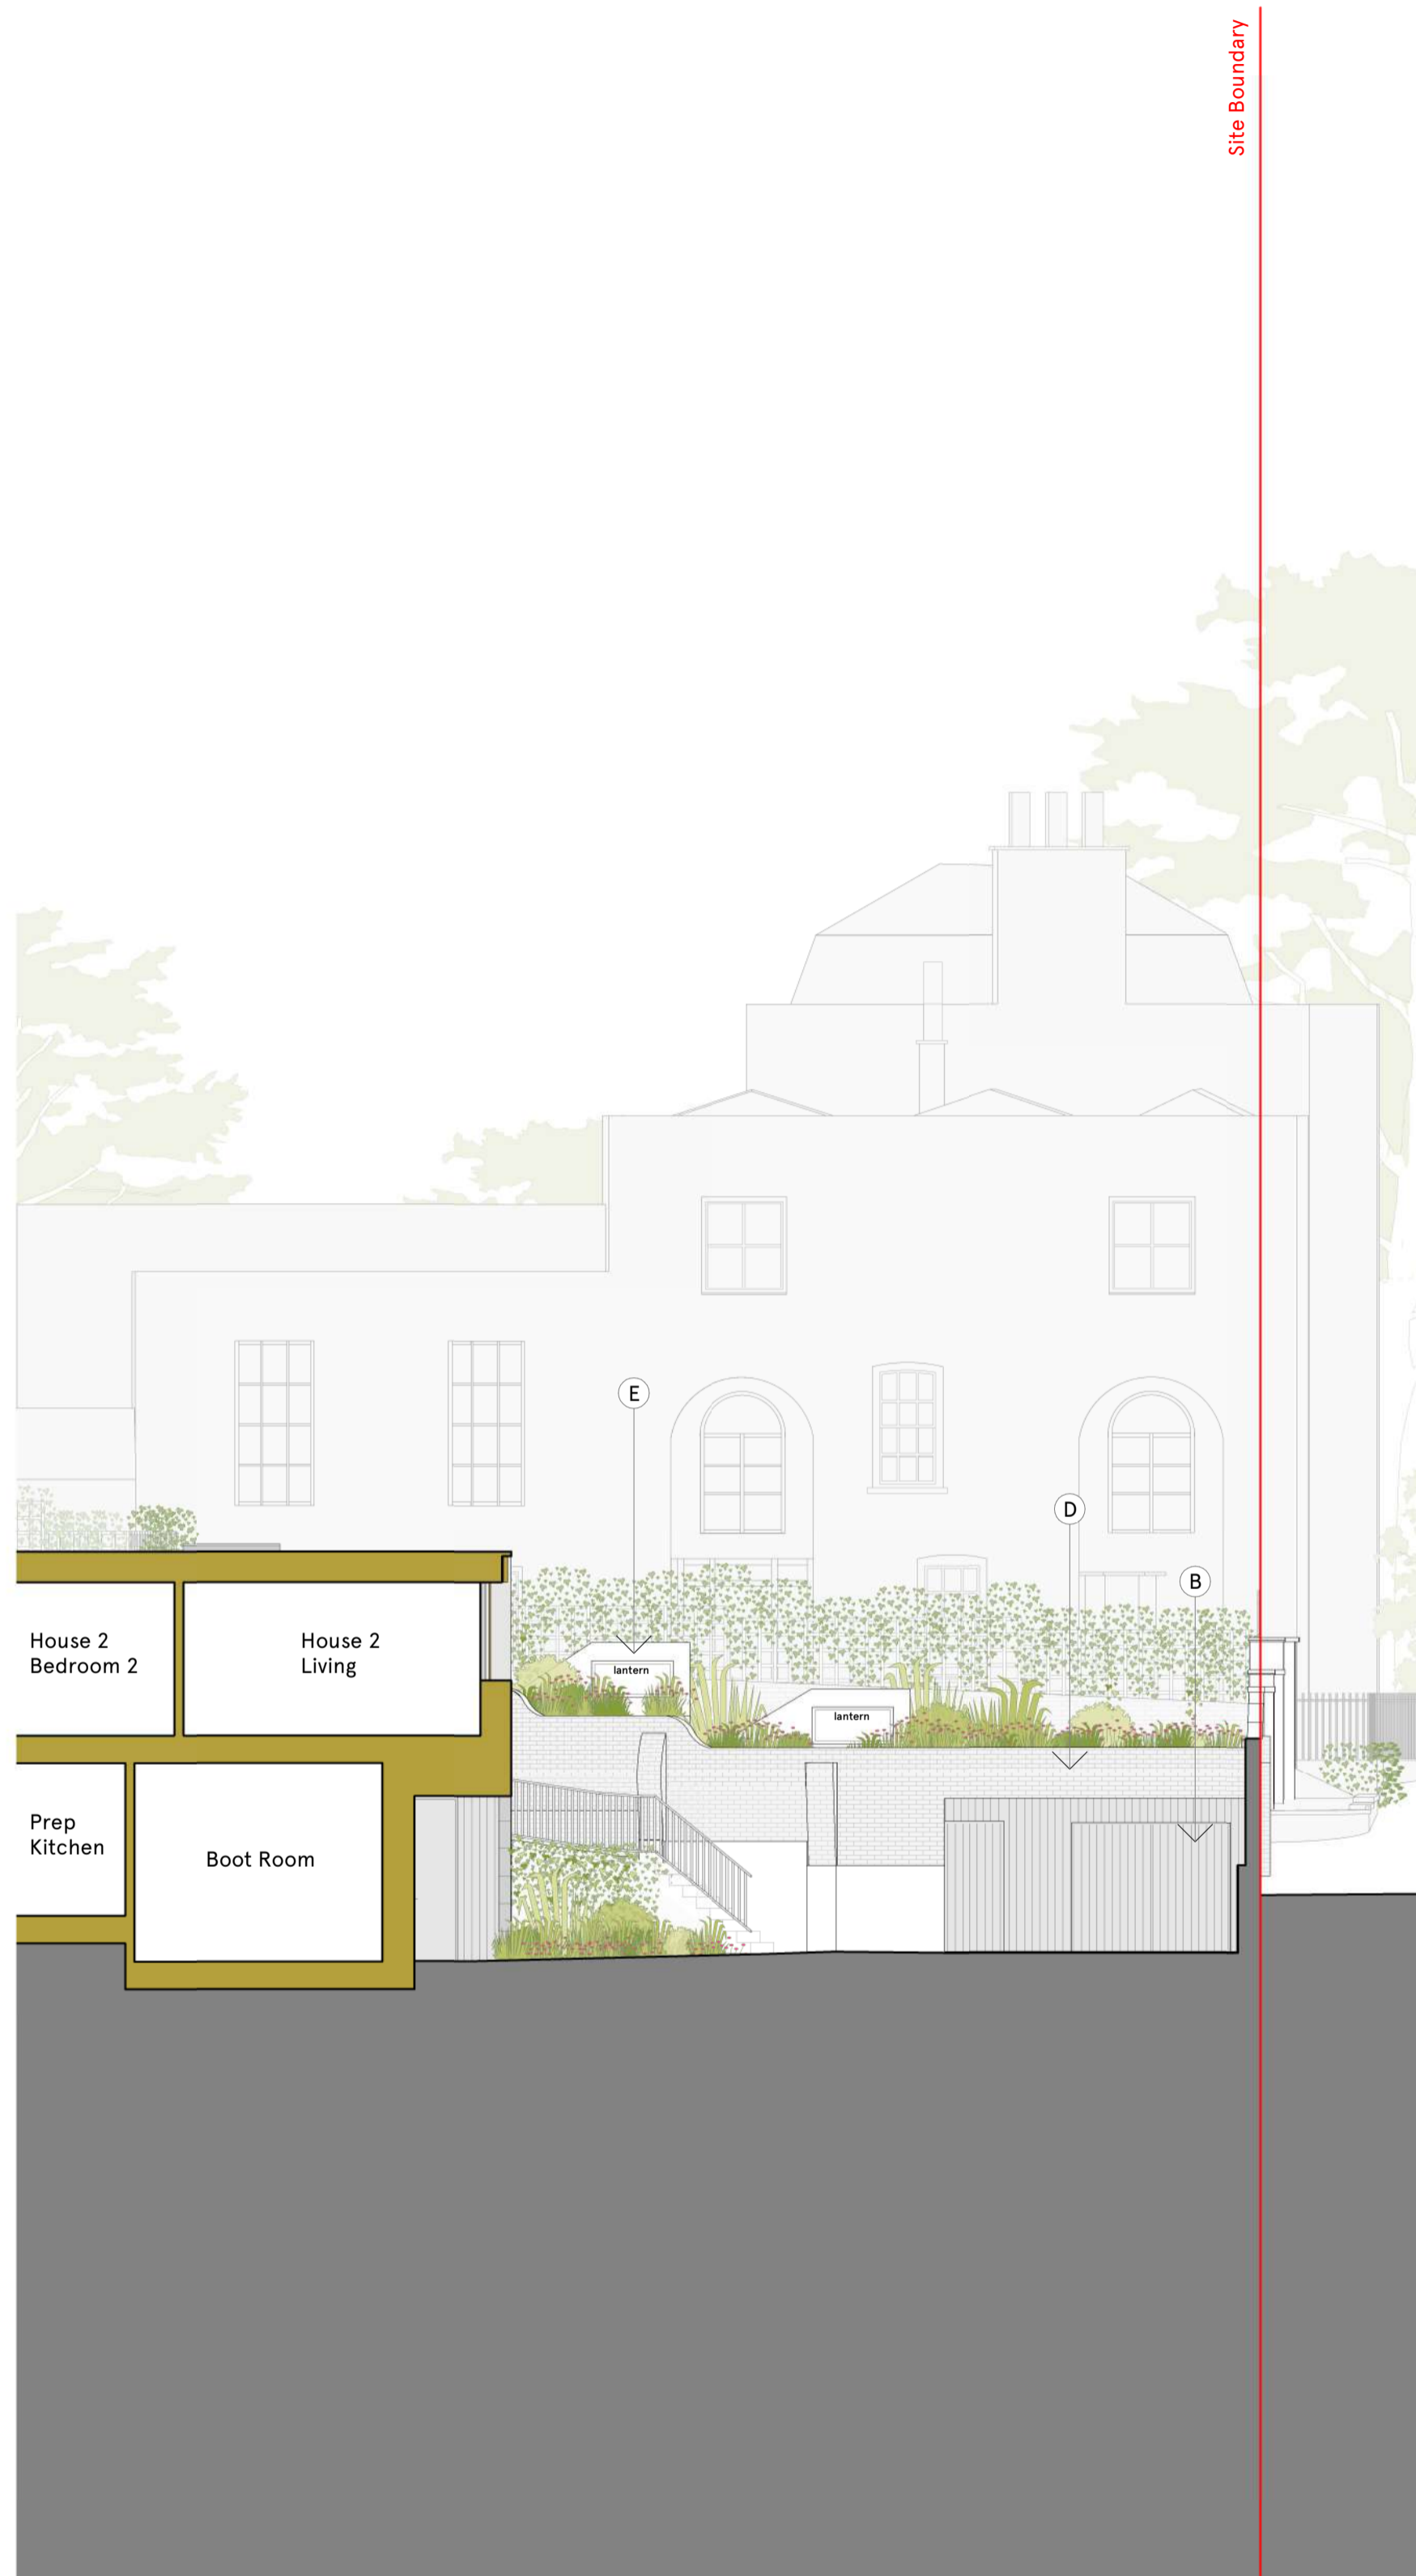 Site Boundary
E
D
B
House 2
Bedroom 2
House 2
Living
lantern
lantern
Prep
Kitchen
Boot Room